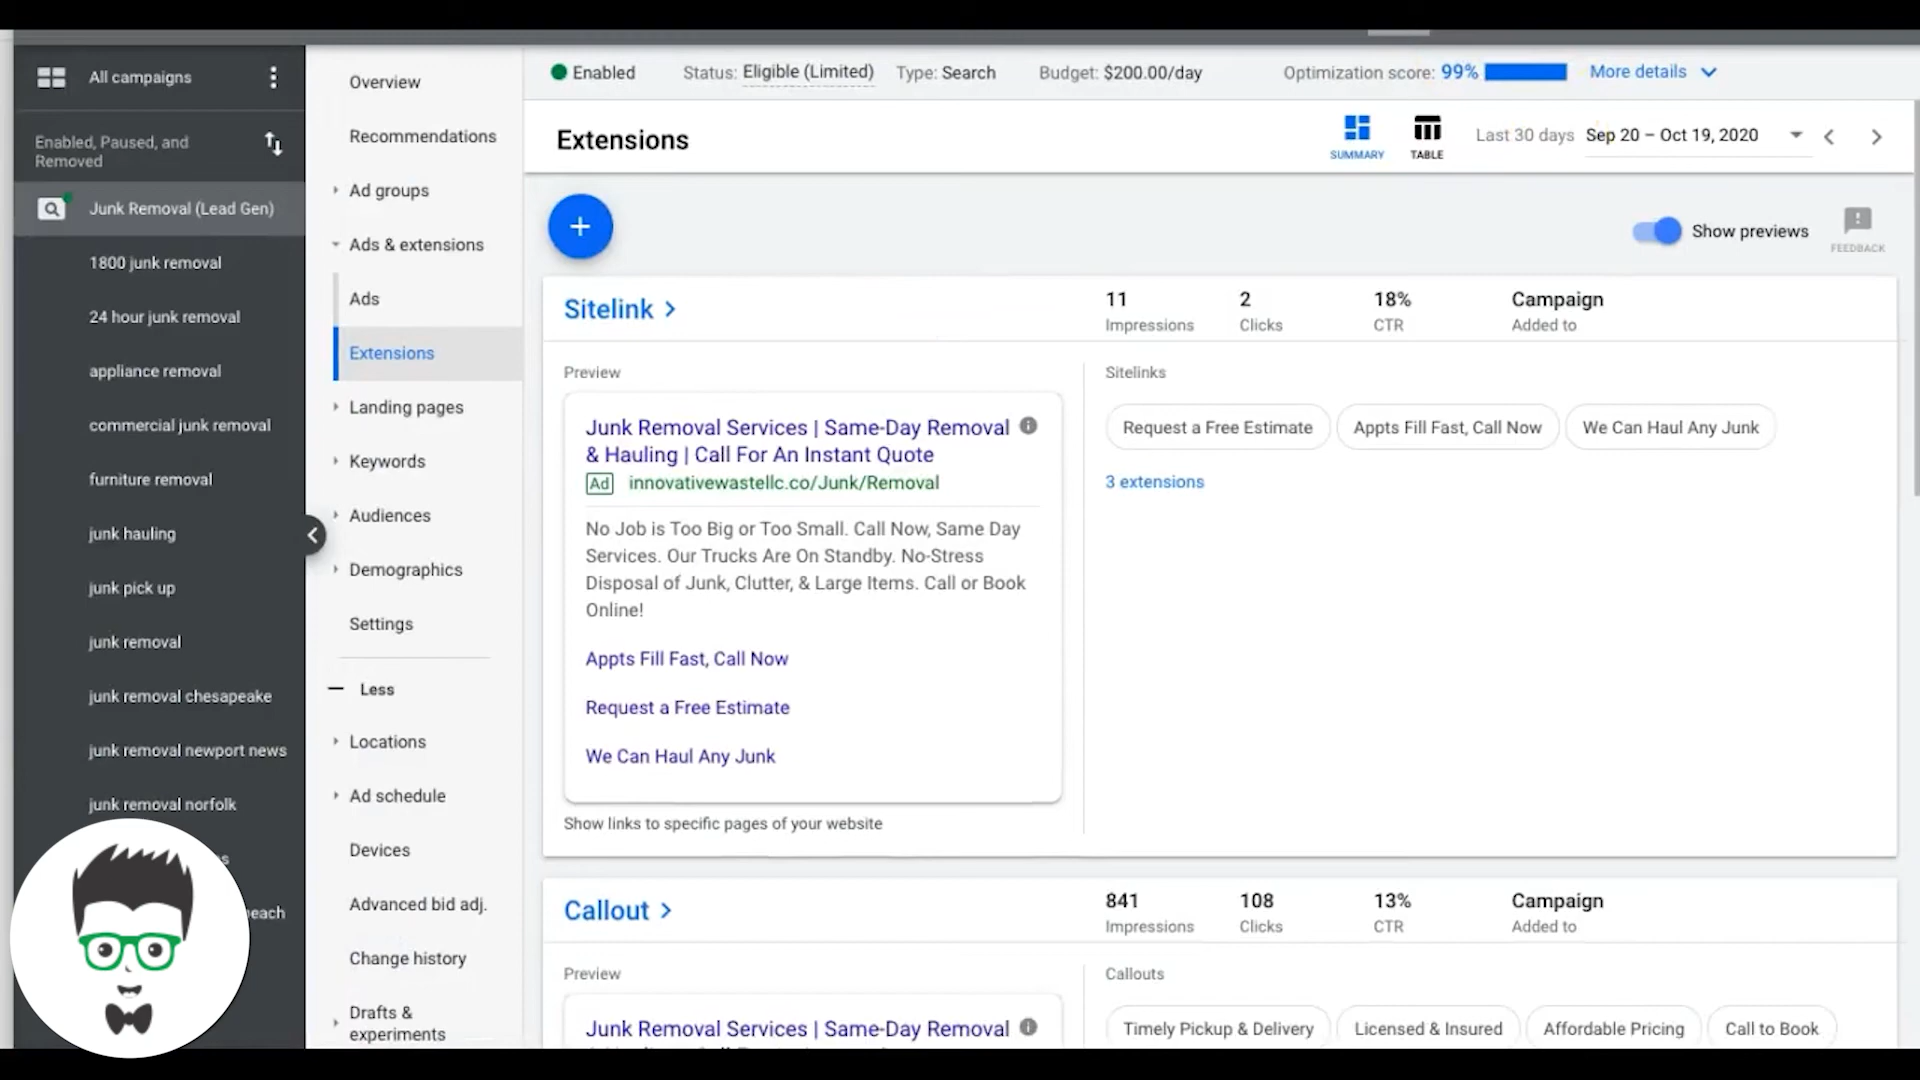 All campaigns
Enabled, Paused, and
Removed
Junk Removal (Lead Gen)
1800 junk removal
24 hour junk removal
appliance removal
commercial junk removal
furniture removal
junk hauling
junk pick up
junk removal
junk removal chesapeake
junk removal newport news
junk removal norfolk
Overview
Recommendations
Ad groups
Ads & extensions
Ads
Extensions
Landing pages
Keywords
Audiences
Demographics
Settings
Less
Locations
Ad schedule
Devices
Advanced bid adj.
Change history
Drafts &
experiments
Enabled Status: Eligible (Limited) Type: Search Budget: $200.00/day Optimization score: 99% More details
Extensions
SUMMARY
TABLE
Last 30 days Sep 20 – Oct 19, 2020
Show previews
FEEDBACK
Sitelink
11 2 18% Campaign
Impressions Clicks CTR Added to
Preview
Junk Removal Services | Same-Day Removal
& Hauling | Call For An Instant Quote
Ad innovativewastellc.co/Junk/Removal
No Job is Too Big or Too Small. Call Now, Same Day
Services. Our Trucks Are On Standby. No-Stress
Disposal of Junk, Clutter, & Large Items. Call or Book
Online!
Appts Fill Fast, Call Now
Request a Free Estimate
We Can Haul Any Junk
Show links to specific pages of your website
Sitelinks
Request a Free Estimate Appts Fill Fast, Call Now We Can Haul Any Junk
3 extensions
Callout
841 108 13% Campaign
Impressions Clicks CTR Added to
Preview
Junk Removal Services | Same-Day Removal
Callouts
Timely Pickup & Delivery Licensed & Insured Affordable Pricing Call to Book